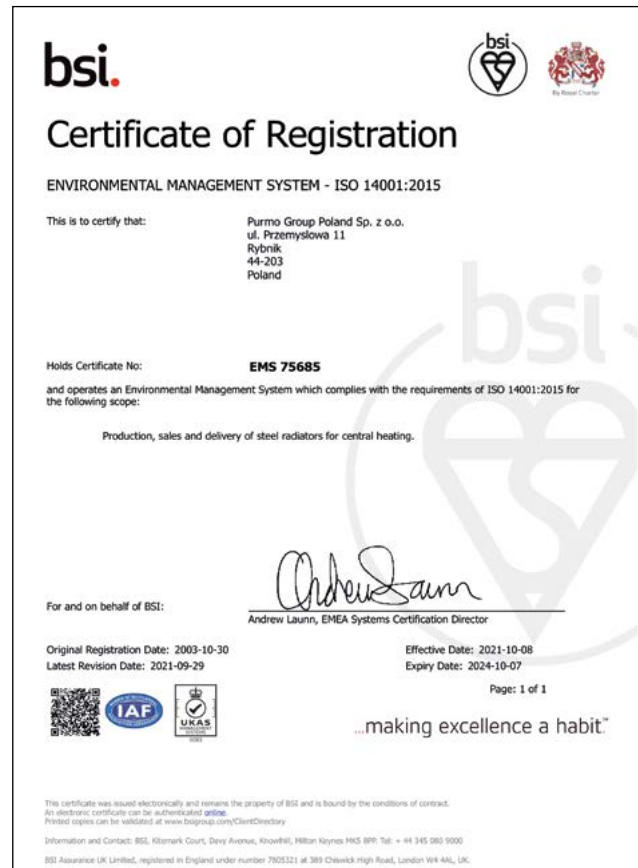 bsi.
bsi
By Royal Charter
Certificate of Registration
ENVIRONMENTAL MANAGEMENT SYSTEM - ISO 14001:2015
This is to certify that:
Purmo Group Poland Sp. z o.o.
ul. Przemyslowa 11
Rybnik
44-203
Poland
bsi
Holds Certificate No:
EMS 75685
and operates an Environmental Management System which complies with the requirements of ISO 14001:2015 for
the following scope:
Production, sales and delivery of steel radiators for central heating.
For and on behalf of BSI:
Andrew Launn, EMEA Systems Certification Director
Original Registration Date: 2003-10-30
Effective Date: 2021-10-08
Latest Revision Date: 2021-09-29
Expiry Date: 2024-10-07
Page: 1 of 1
IAF
UKAS
MANAGEMENT
SYSTEMS
...making excellence a habit.™
This certificate was issued electronically and remains the property of BSI and is bound by the conditions of contract.
An electronic certificate can be authenticated online.
Printed copies can be validated at www.bsigroup.com/ClientDirectory
Information and Contact: BSI, Kitemark Court, Davy Avenue, Knowlhill, Milton Keynes MK5 8PP. Tel: + 44 345 080 9000
BSI Assurance UK Limited, registered in England under number 7805321 at 389 Chiswick High Road, London W4 4AL, UK.